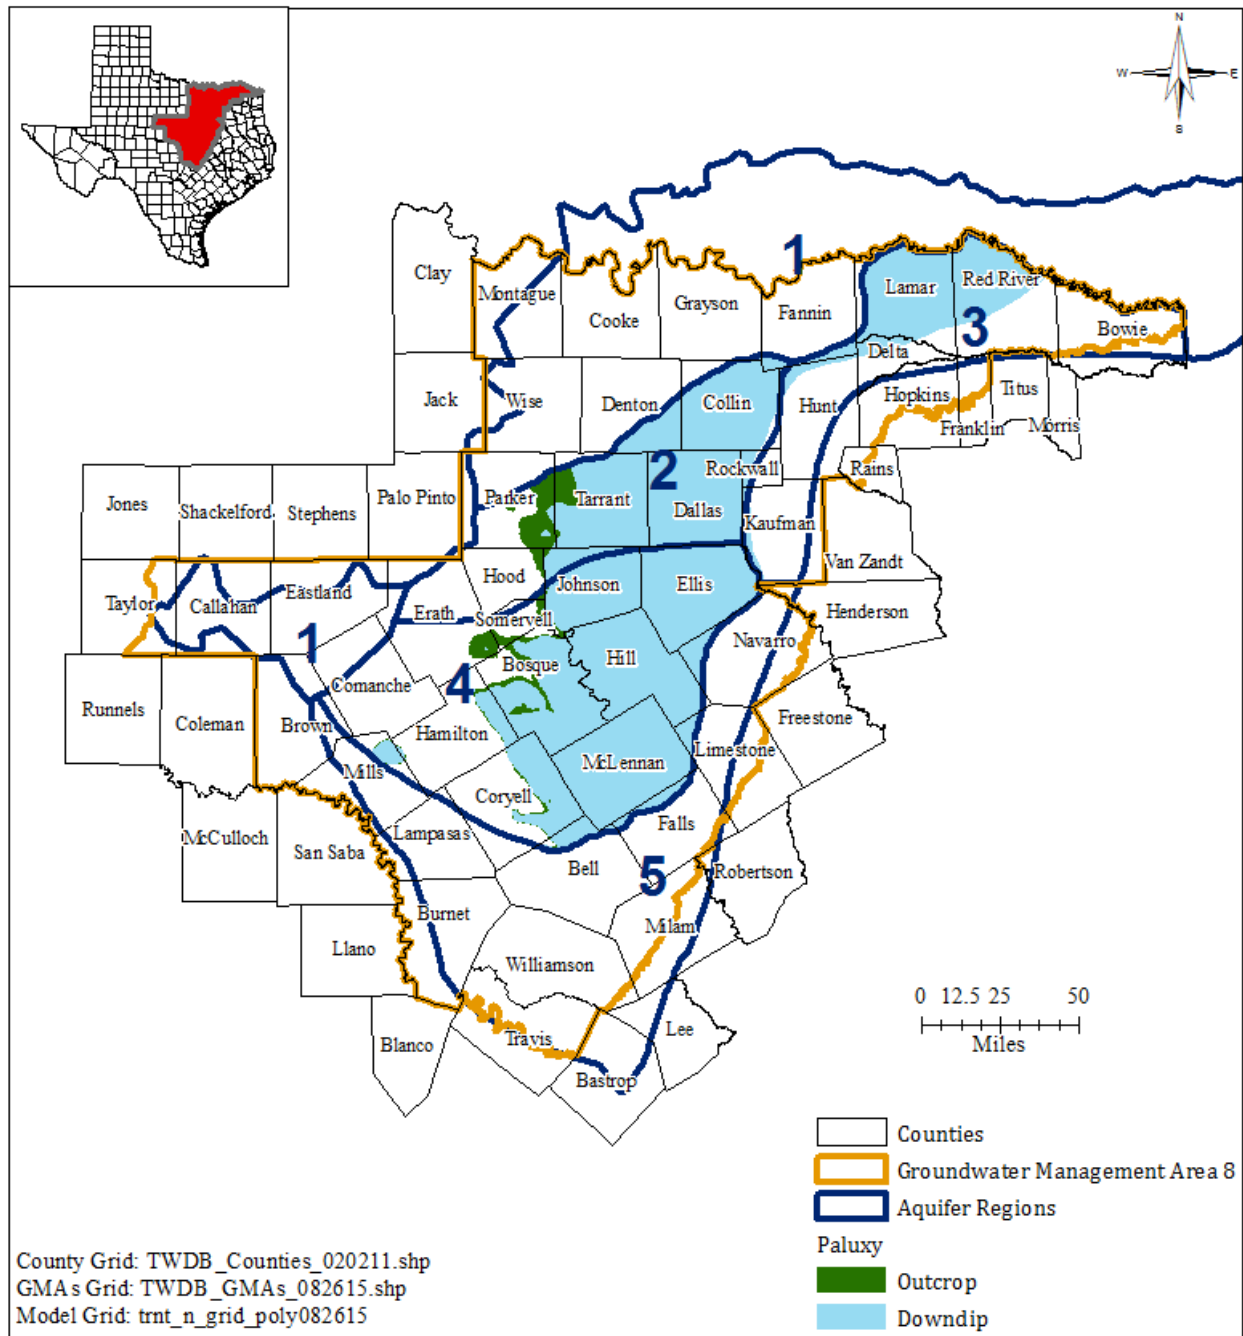 N
W E
S
1
Clay
Montague
Cooke
Grayson
Fannin
Lamar
Red River
3
Bowie
Delta
Jack
Wise
Denton
Collin
Hunt
Hopkins
Titus
Franklin
Morris
2
Rockwall
Rains
Jones
Shackelford
Stephens
Palo Pinto
Parker
Tarrant
Dallas
Kaufman
Van Zandt
Taylor
Callahan
Eastland
Erath
Hood
Somervell
Johnson
Ellis
Henderson
Navarro
1
4
Comanche
Bosque
Hill
Runnels
Coleman
Brown
Hamilton
Freestone
Limestone
McLennan
Mills
Coryell
McCulloch
San Saba
Lampasas
Falls
Bell
5
Robertson
Burnet
Milam
Llano
Williamson
Blanco
Travis
Lee
Bastrop
0 12.5 25 50
Miles
Counties
Groundwater Management Area 8
Aquifer Regions
Paluxy
Outcrop
Downdip
County Grid: TWDB_Counties_020211.shp
GMAs Grid: TWDB_GMAs_082615.shp
Model Grid: trnt_n_grid_poly082615